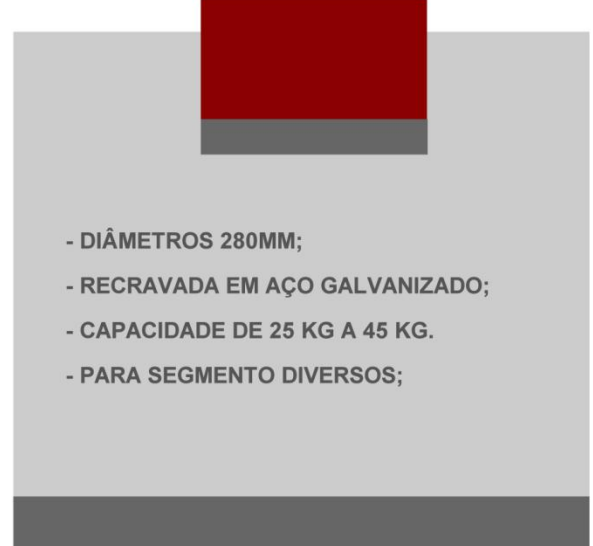 - DIÂMETROS 280MM;
- RECRAVADA EM AÇO GALVANIZADO;
- CAPACIDADE DE 25 KG A 45 KG.
- PARA SEGMENTO DIVERSOS;